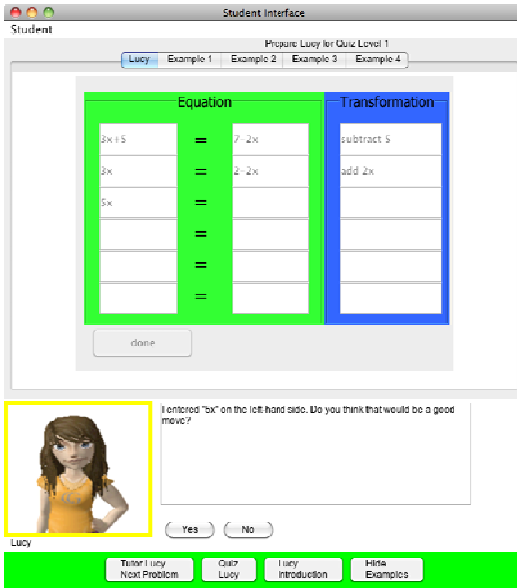 Student Interface
Student
Prepare Lucy for Quiz Level 1
Lucy Example 1 Example 2 Example 3 Example 4
Equation Transformation
3x+5 = 7-2x subtract 5
3x = 2-2x add 2x
5x =
=
=
=
done
I entered "5x" on the left-hand side. Do you think that would be a good
move?
Yes No
Lucy
Tutor Lucy Quiz Lucy Hide
Next Problem Lucy Introduction Examples